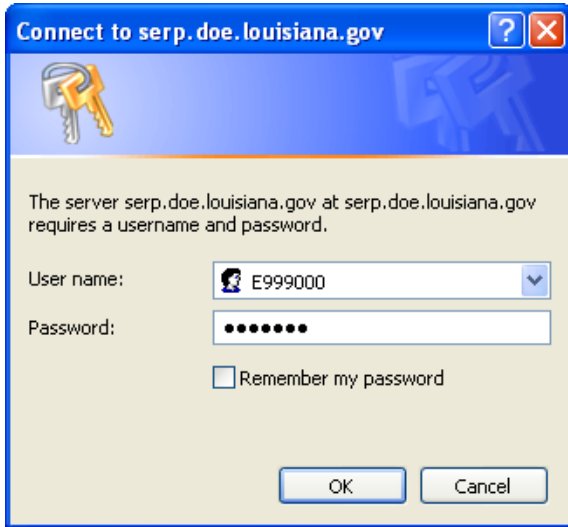 Connect to serp.doe.louisiana.gov
The server serp.doe.louisiana.gov at serp.doe.louisiana.gov
requires a username and password.
User name:
E999000
Password:
•••••••
Remember my password
OK
Cancel